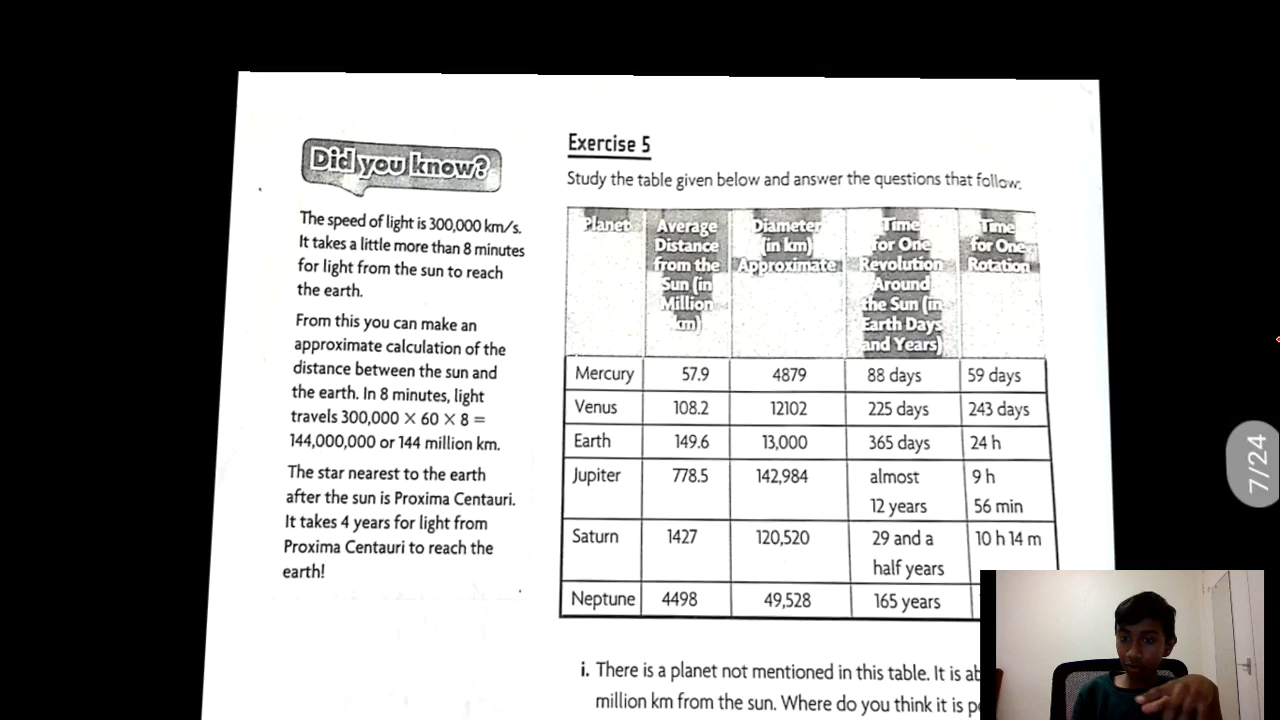 Did you know?
The speed of light is 300,000 km/s.
It takes a little more than 8 minutes
for light from the sun to reach
the earth.
From this you can make an
approximate calculation of the
distance between the sun and
the earth. In 8 minutes, light
travels 300,000 × 60 × 8 =
144,000,000 or 144 million km.
The star nearest to the earth
after the sun is Proxima Centauri.
It takes 4 years for light from
Proxima Centauri to reach the
earth!
Exercise 5
Study the table given below and answer the questions that follow.
Planet Average Diameter Time Time
Distance (in km) for One for One
from the Approximate Revolution Rotation
Sun (in Around
Million the Sun (in
km) Earth Days
and Years)
Mercury 57.9 4879 88 days 59 days
Venus 108.2 12102 225 days 243 days
Earth 149.6 13,000 365 days 24 h
Jupiter 778.5 142,984 almost 9 h
12 years 56 min
Saturn 1427 120,520 29 and a 10 h 14 m
half years
Neptune 4498 49,528 165 years
i. There is a planet not mentioned in this table. It is
million km from the sun. Where do you think it is
7/24